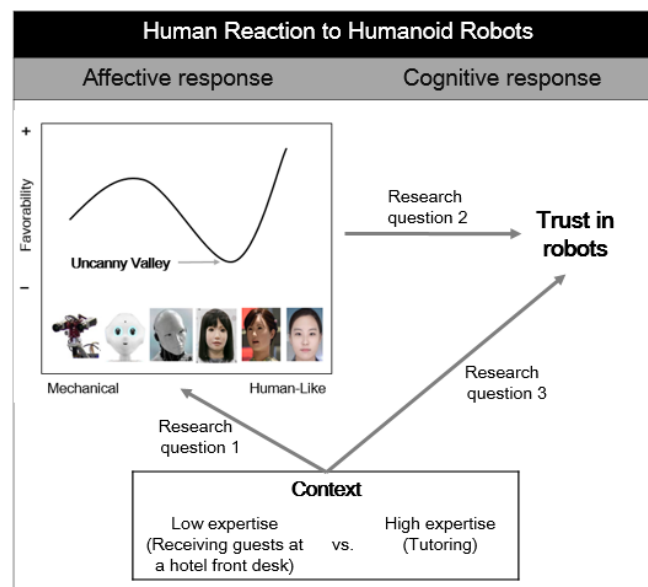 Human Reaction to Humanoid Robots
Affective response
Cognitive response
+
Favorability
–
Uncanny Valley
Mechanical
Human-Like
Research
question 2
Trust in
robots
Research
question 3
Research
question 1
Context
Low expertise
(Receiving guests at
a hotel front desk)
vs.
High expertise
(Tutoring)